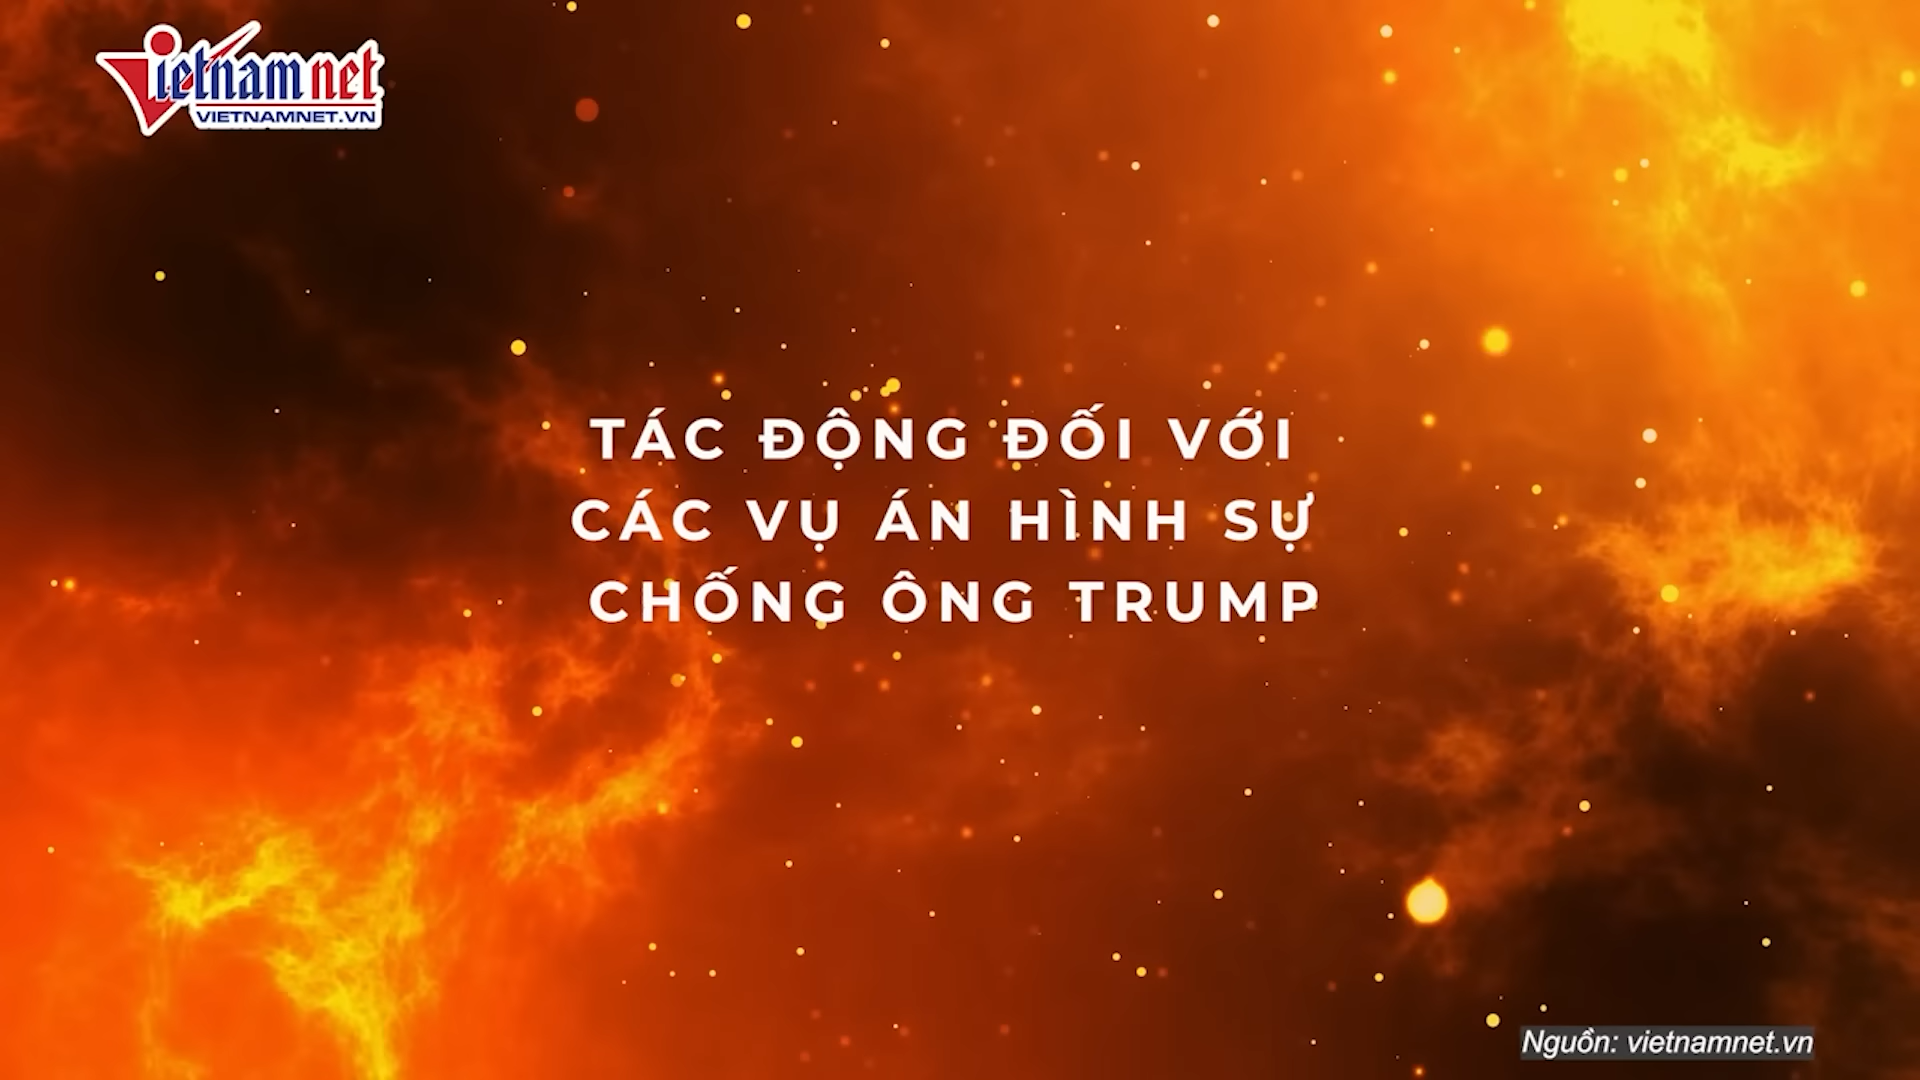 vietnamnet
VIETNAMNET.VN
TÁC ĐỘNG ĐỐI VỚI
CÁC VỤ ÁN HÌNH SỰ
CHỐNG ÔNG TRUMP
Nguồn: vietnamnet.vn